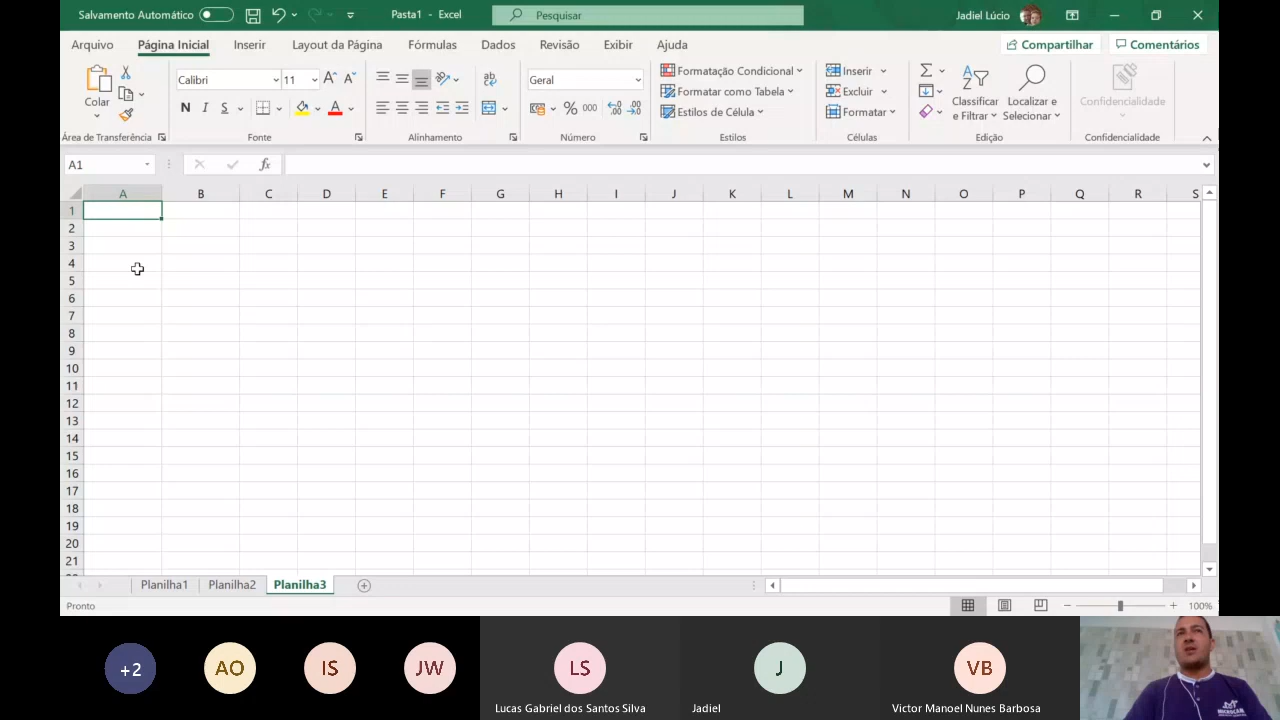 Salvamento Automático
Pasta1 - Excel
Pesquisar
Jadiel Lúcio
Arquivo
Página Inicial
Inserir
Layout da Página
Fórmulas
Dados
Revisão
Exibir
Ajuda
Compartilhar
Comentários
Colar
Calibri
11
N I S
A
Geral
% 000
Formatação Condicional
Formatar como Tabela
Estilos de Célula
Inserir
Excluir
Formatar
Classificar
e Filtrar
Localizar e
Selecionar
Confidencialidade
Área de Transferência
Fonte
Alinhamento
Número
Estilos
Células
Edição
Confidencialidade
A1
fx
A B C D E F G H I J K L M N O P Q R S
1
2
3
4
5
6
7
8
9
10
11
12
13
14
15
16
17
18
19
20
21
Planilha1
Planilha2
Planilha3
Pronto
100%
+2
AO
IS
JW
LS
J
VB
Lucas Gabriel dos Santos Silva
Jadiel
Victor Manoel Nunes Barbosa